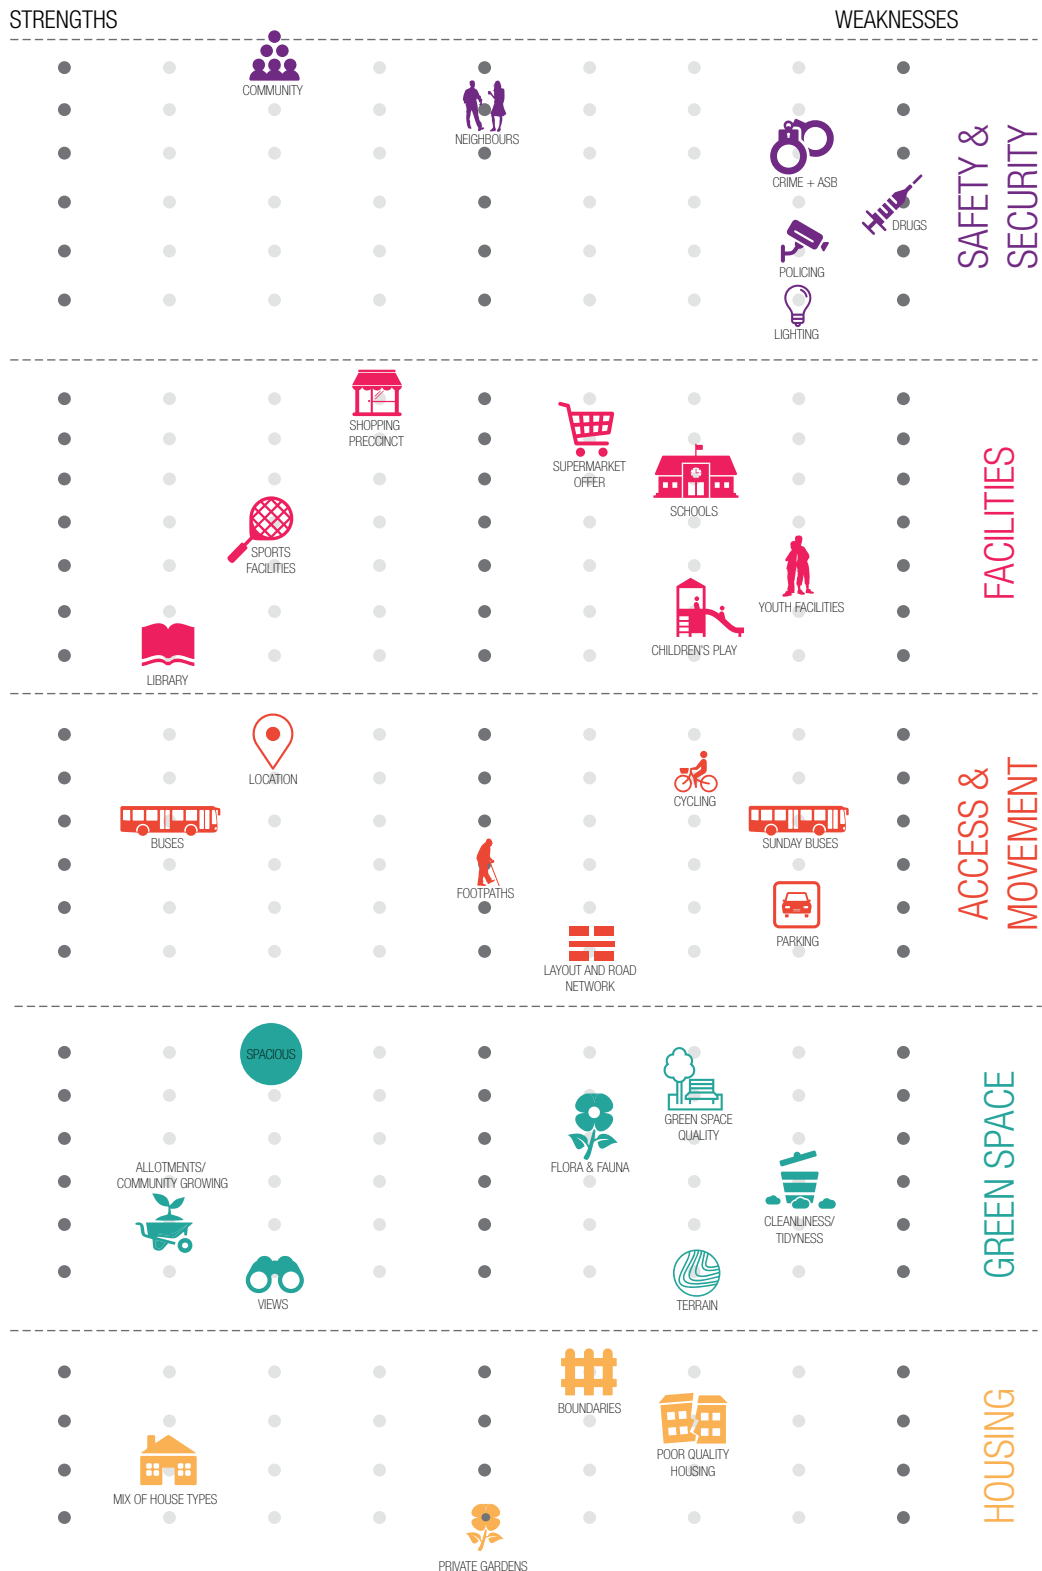 STRENGTHS
WEAKNESSES
COMMUNITY
NEIGHBOURS
CRIME + ASB
DRUGS
POLICING
LIGHTING
SAFETY &
SECURITY
SHOPPING
PRECCINCT
SUPERMARKET
OFFER
SCHOOLS
SPORTS
FACILITIES
YOUTH FACILITIES
CHILDREN'S PLAY
LIBRARY
FACILITIES
LOCATION
CYCLING
BUSES
SUNDAY BUSES
FOOTPATHS
PARKING
LAYOUT AND ROAD
NETWORK
ACCESS &
MOVEMENT
SPACIOUS
GREEN SPACE
QUALITY
FLORA & FAUNA
ALLOTMENTS/
COMMUNITY GROWING
CLEANLINESS/
TIDYNESS
VIEWS
TERRAIN
GREEN SPACE
BOUNDARIES
POOR QUALITY
HOUSING
MIX OF HOUSE TYPES
PRIVATE GARDENS
HOUSING